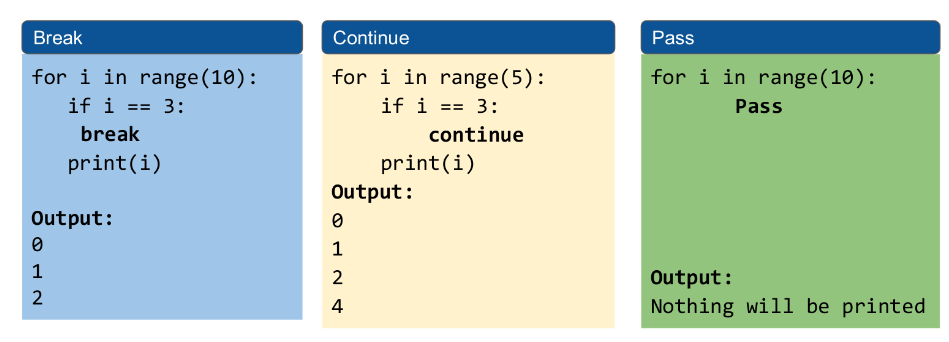 Break
for i in range(10):
   if i == 3:
    break
   print(i)
Output:
0
1
2
Continue
for i in range(5):
    if i == 3:
        continue
    print(i)
Output:
0
1
2
4
Pass
for i in range(10):
       Pass
Output:
Nothing will be printed